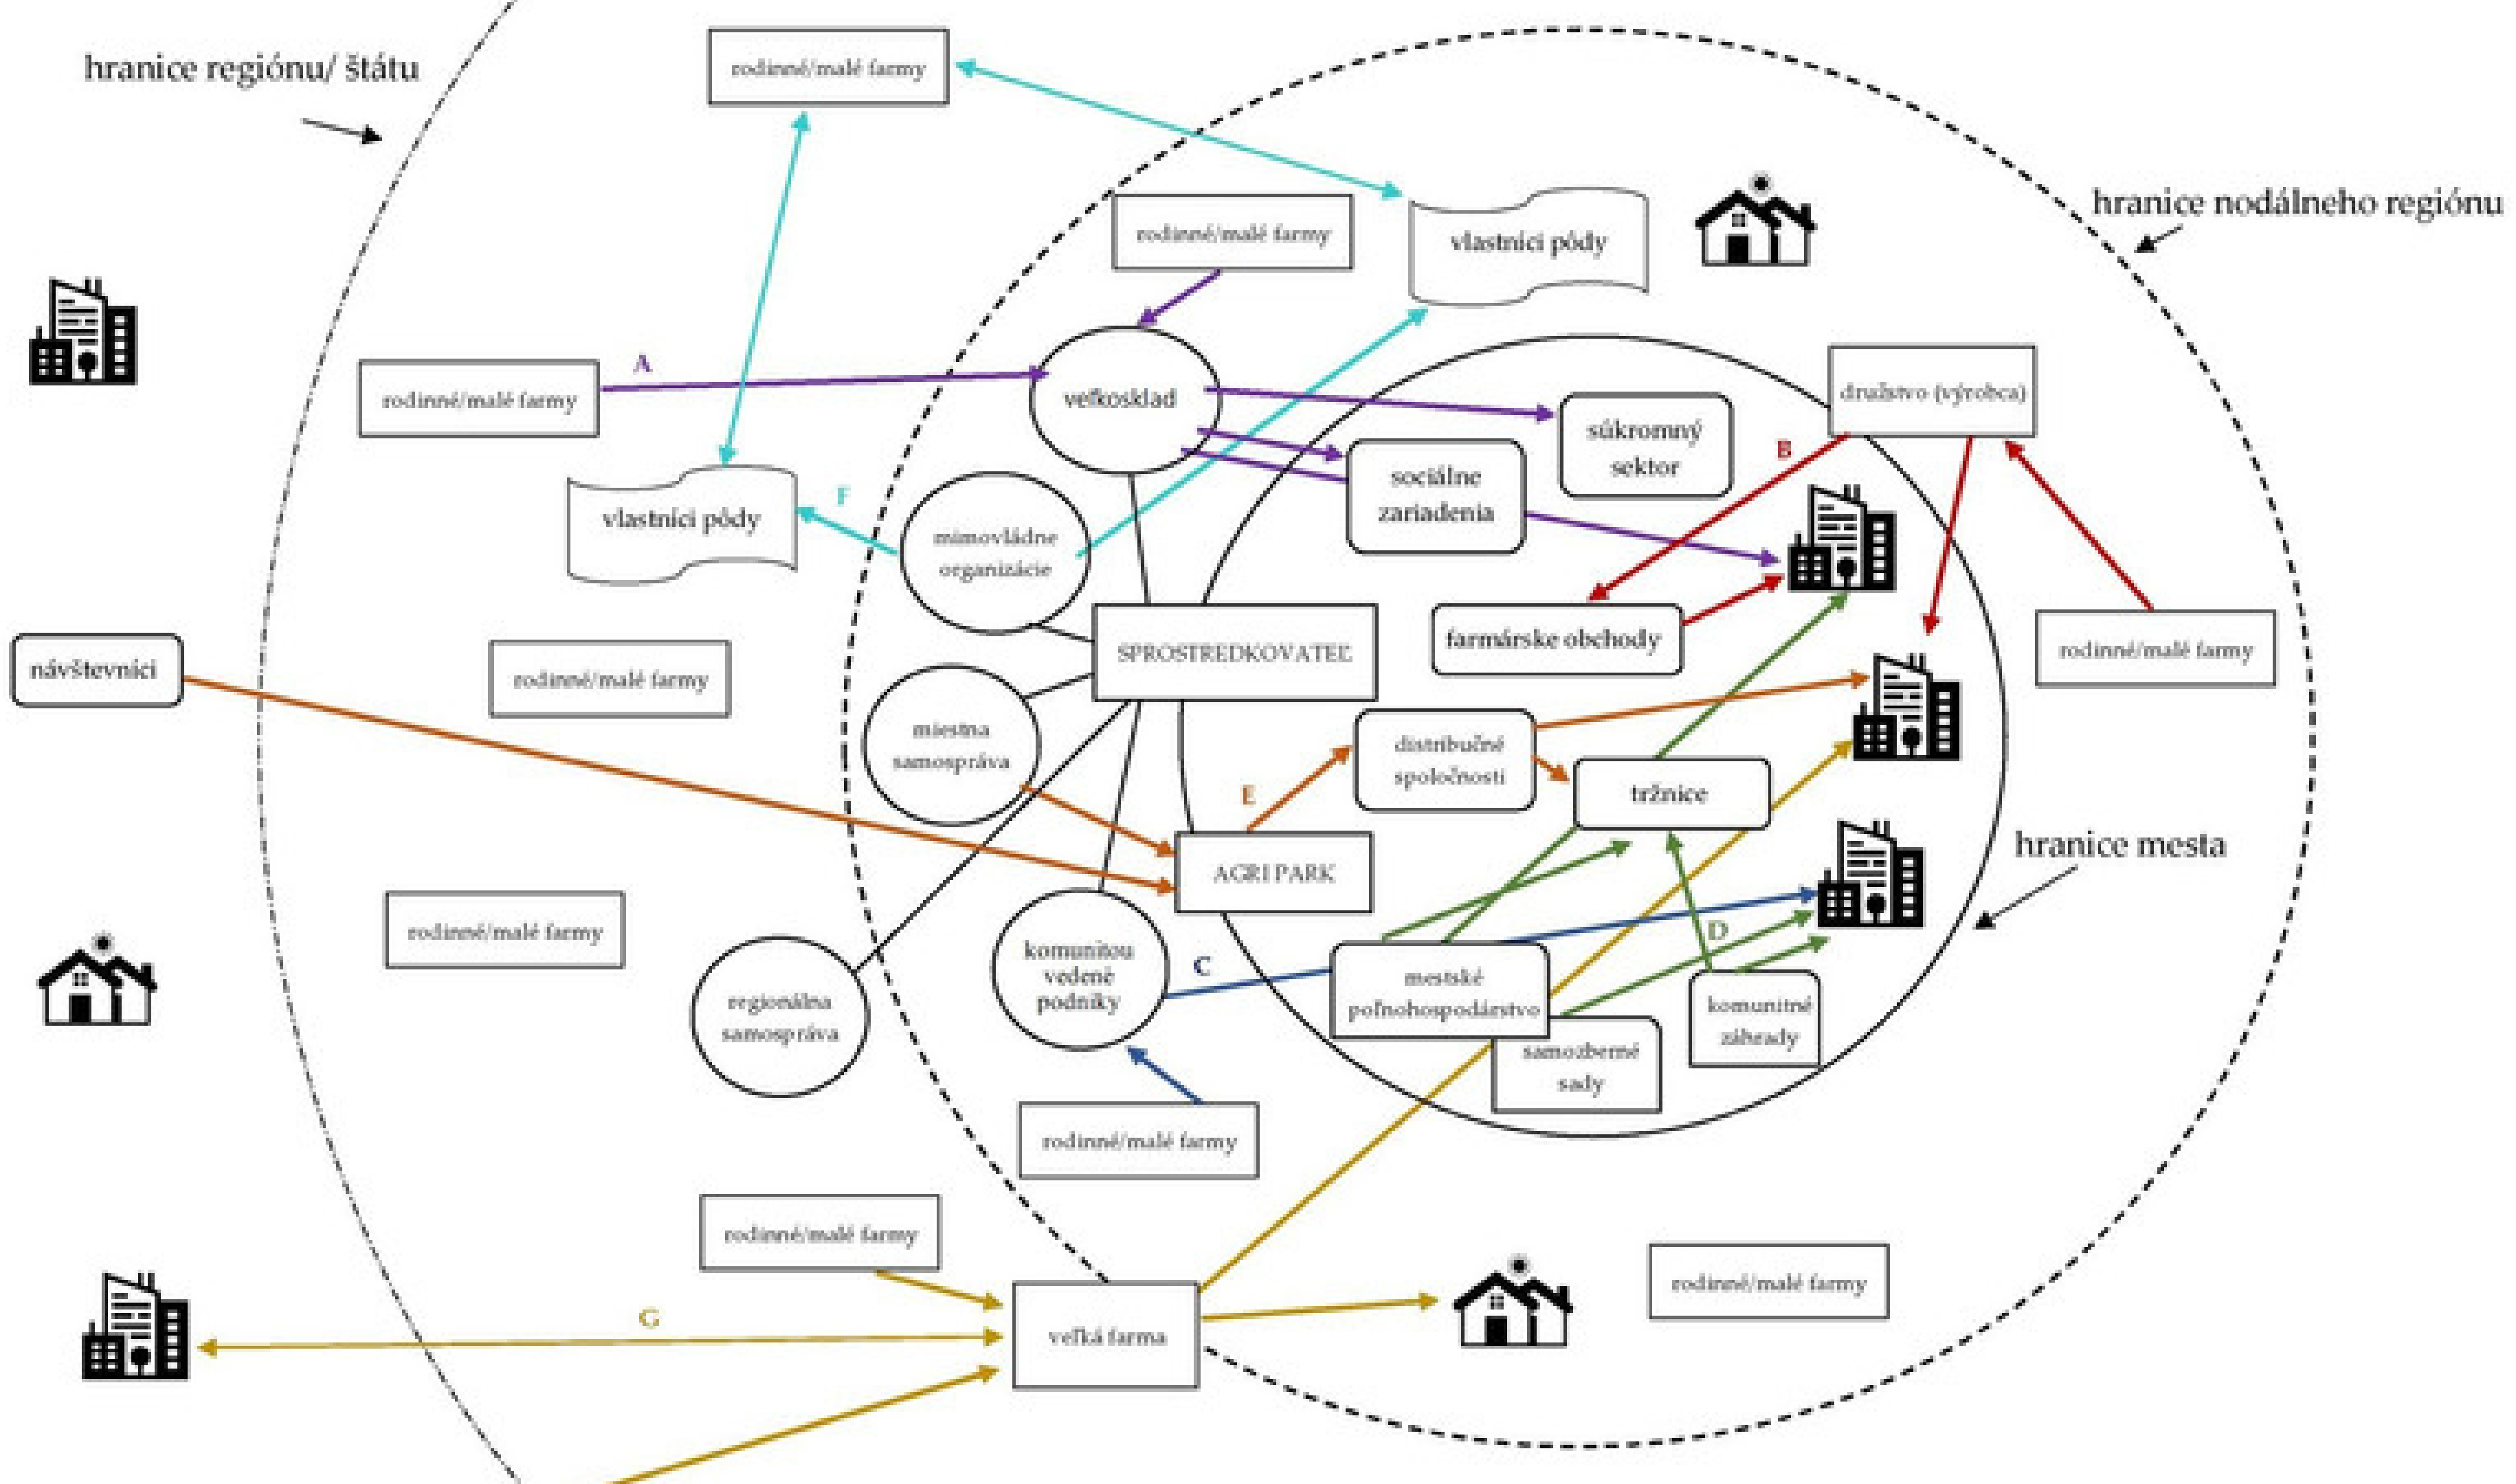 hranice regiónu/ štátu
rodinné/malé farmy
hranice nodálneho regiónu
rodinné/malé farmy
vlastníci pôdy
A
rodinné/malé farmy
veľkosklad
družstvo (výrobca)
súkromný
sektor
B
sociálne
zariadenia
F
vlastníci pôdy
mimovládne
organizácie
SPROSTREDKOVATEĽ
farmárske obchody
rodinné/malé farmy
návštevníci
rodinné/malé farmy
miestna
samospráva
distribučné
spoločnosti
E
tržnice
hranice mesta
AGRIPARK
rodinné/malé farmy
D
komunitou
vedené
podniky
C
mestské
poľnohospodárstvo
regionálna
samospráva
komunitné
záhrady
samozberné
sady
rodinné/malé farmy
rodinné/malé farmy
rodinné/malé farmy
G
veľká farma